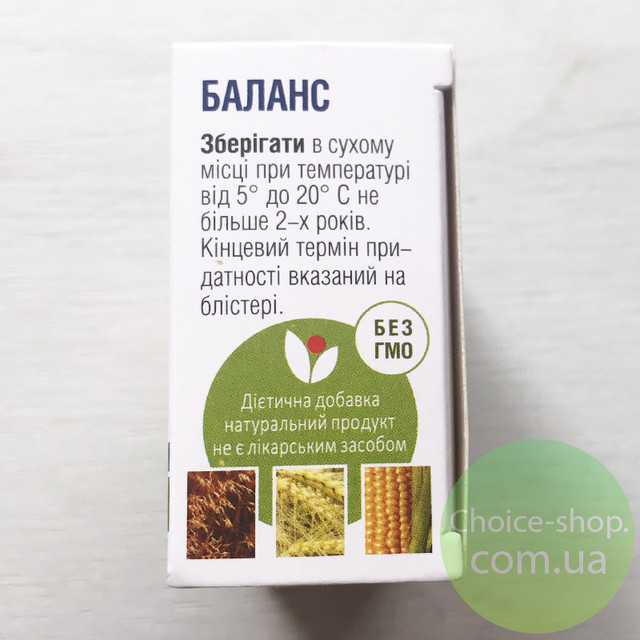 БАЛАНС
Зберігати в сухому
місці при температурі
від 5° до 20° С не
більше 2–х років.
Кінцевий термін при–
датності вказаний на
блістері.
БЕЗ
ГМО
Дієтична добавка
натуральний продукт
не є лікарським засобом
Choice-shop.
com.ua